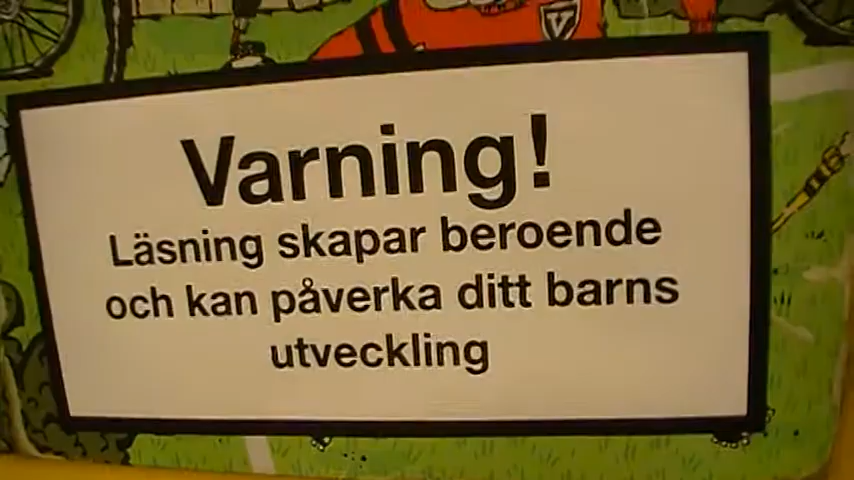 V
Varning!
Läsning skapar beroende
och kan påverka ditt barns
utveckling